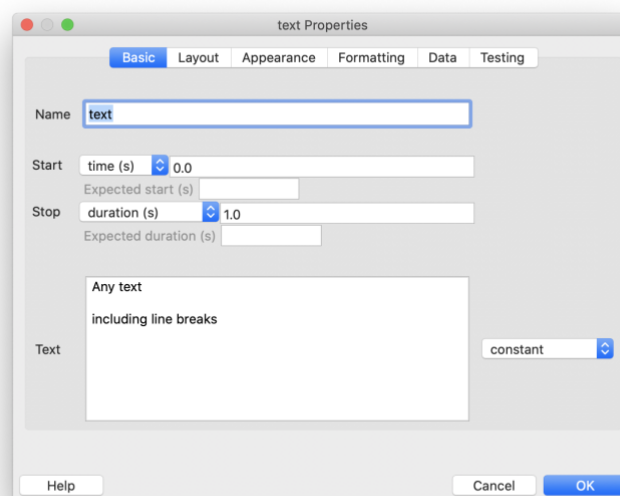 text Properties
Basic Layout Appearance Formatting Data Testing
Name text
Start time (s) 0.0
Expected start (s)
Stop duration (s) 1.0
Expected duration (s)
Any text
including line breaks
Text constant
Help Cancel OK